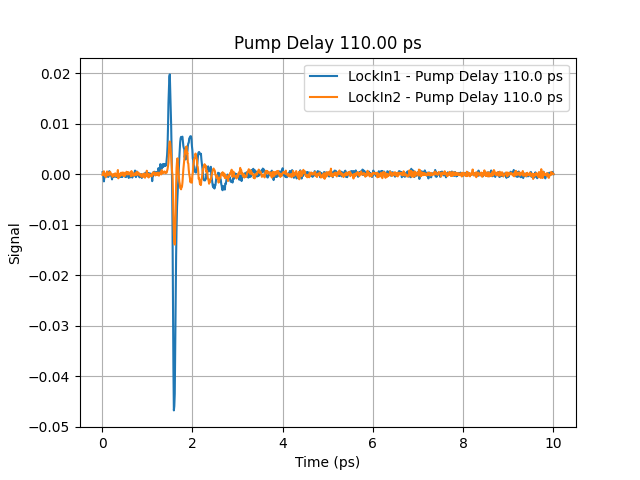 Pump Delay 110.00 ps
LockIn1 - Pump Delay 110.0 ps
LockIn2 - Pump Delay 110.0 ps
0.02
0.01
0.00
−0.01
−0.02
−0.03
−0.04
−0.05
Signal
0 2 4 6 8 10
Time (ps)